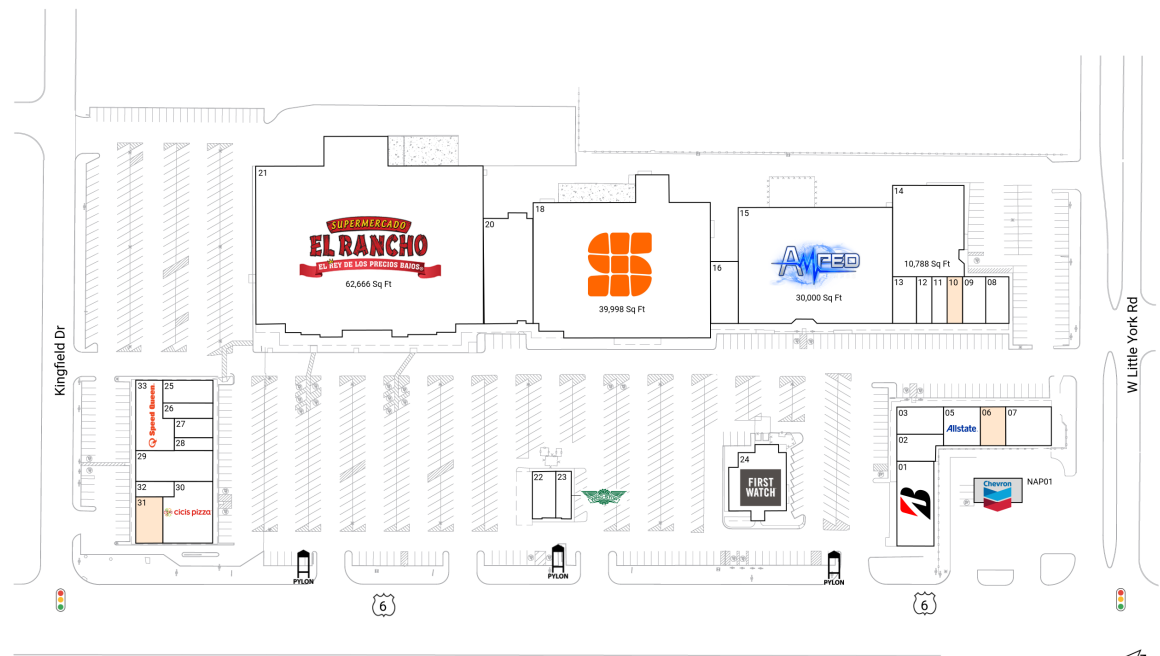 21
SUPERMERCADO
EL RANCHO
EL REY DE LOS PRECIOS BAJOS
62,666 Sq Ft
20
18
39,998 Sq Ft
16
15
AMPED
30,000 Sq Ft
14
10,788 Sq Ft
13
12
11
10
09
08
Kingfield Dr
W Little York Rd
33
Speed Queen
25
26
27
28
29
32
30
31
cicis pizza
22
23
WINGSTOP
24
FIRST
WATCH
03
02
01
B
05
Allstate
06
07
Chevron
NAP01
PYLON
PYLON
PYLON
6
6